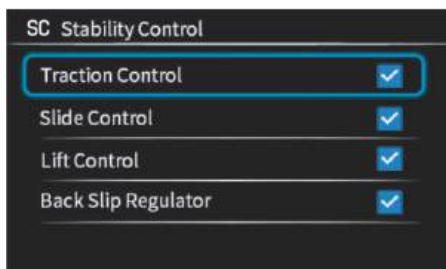 SC Stability Control
Traction Control
Slide Control
Lift Control
Back Slip Regulator